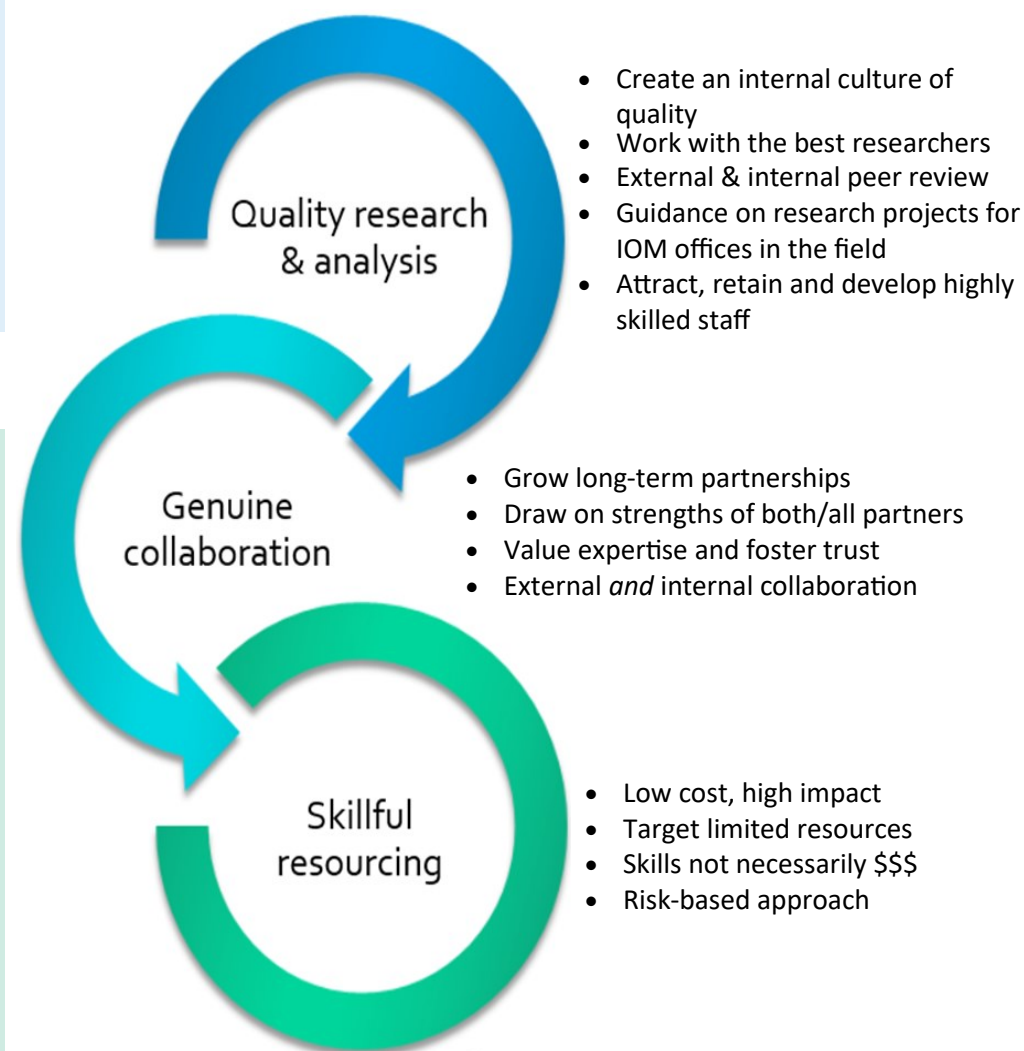 Quality research
& analysis
• Create an internal culture of
quality
• Work with the best researchers
• External & internal peer review
• Guidance on research projects for
IOM offices in the field
• Attract, retain and develop highly
skilled staff
Genuine
collaboration
• Grow long-term partnerships
• Draw on strengths of both/all partners
• Value expertise and foster trust
• External and internal collaboration
Skillful
resourcing
• Low cost, high impact
• Target limited resources
• Skills not necessarily $$$
• Risk-based approach